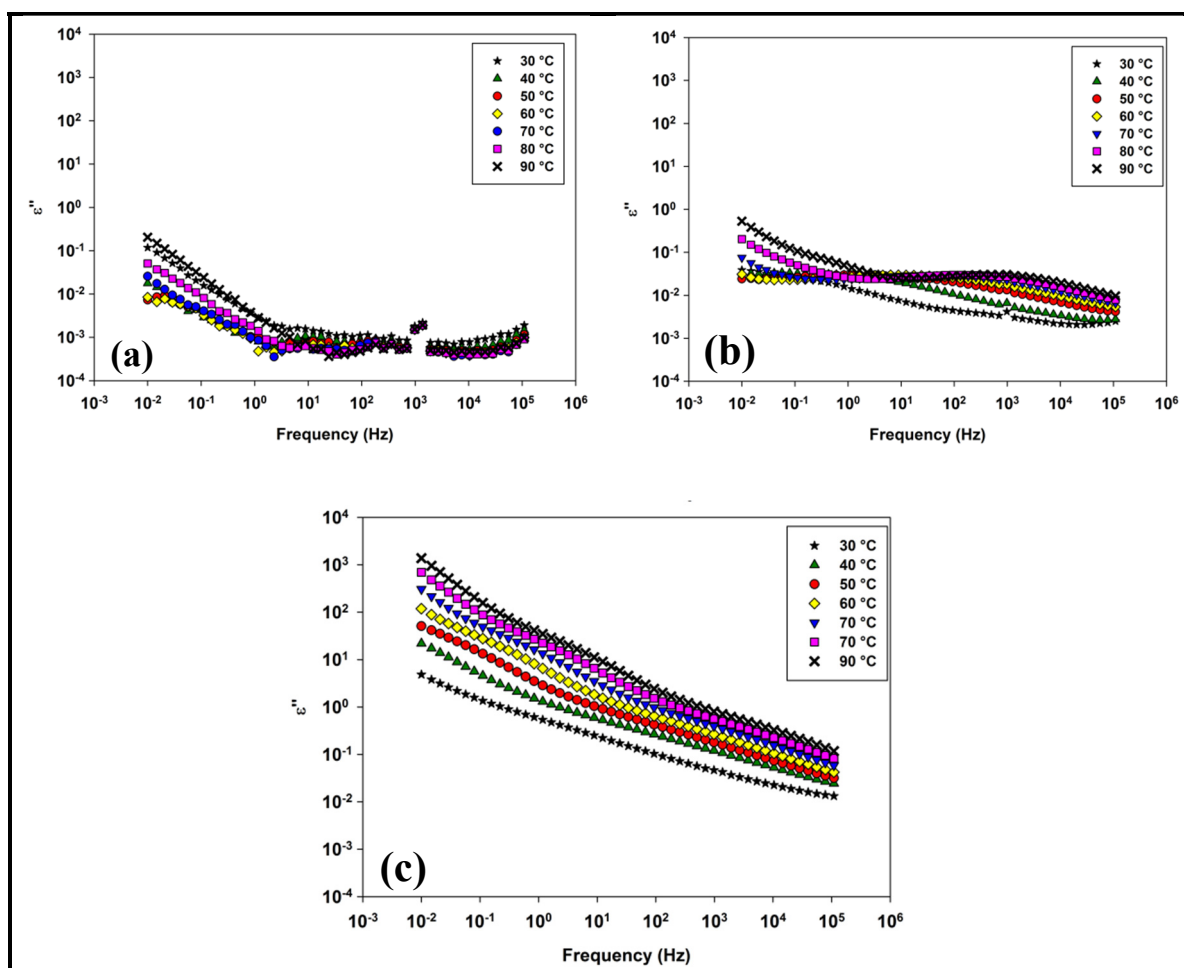 10⁴
10³
10²
10¹
10⁰
10⁻¹
10⁻²
10⁻³
10⁻⁴
ε"
30 °C
40 °C
50 °C
60 °C
70 °C
80 °C
90 °C
(a)
10⁻³ 10⁻² 10⁻¹ 10⁰ 10¹ 10² 10³ 10⁴ 10⁵ 10⁶
Frequency (Hz)
10⁴
10³
10²
10¹
10⁰
10⁻¹
10⁻²
10⁻³
10⁻⁴
ε"
30 °C
40 °C
50 °C
60 °C
70 °C
80 °C
90 °C
(b)
10⁻³ 10⁻² 10⁻¹ 10⁰ 10¹ 10² 10³ 10⁴ 10⁵ 10⁶
Frequency (Hz)
10⁴
10³
10²
10¹
10⁰
10⁻¹
10⁻²
10⁻³
10⁻⁴
ε"
30 °C
40 °C
50 °C
60 °C
70 °C
70 °C
90 °C
(c)
10⁻³ 10⁻² 10⁻¹ 10⁰ 10¹ 10² 10³ 10⁴ 10⁵ 10⁶
Frequency (Hz)